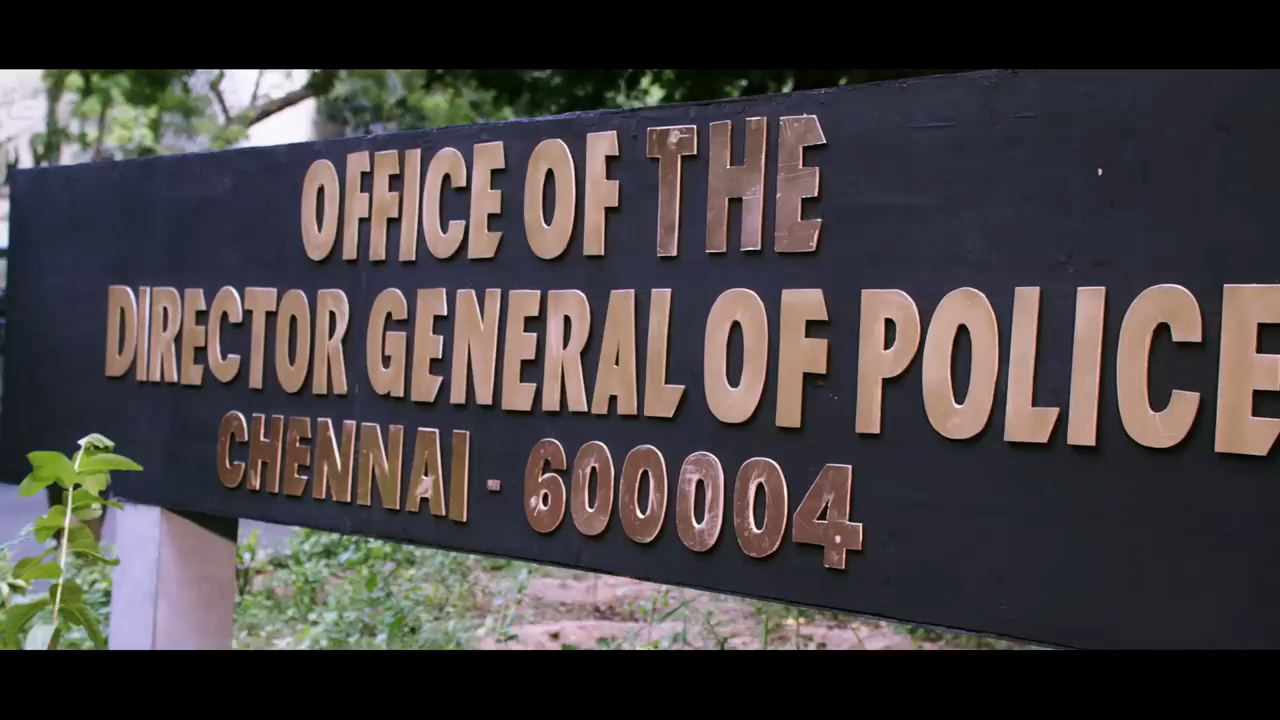 OFFICE OF THE
DIRECTOR GENERAL OF POLICE
CHENNAI - 600004